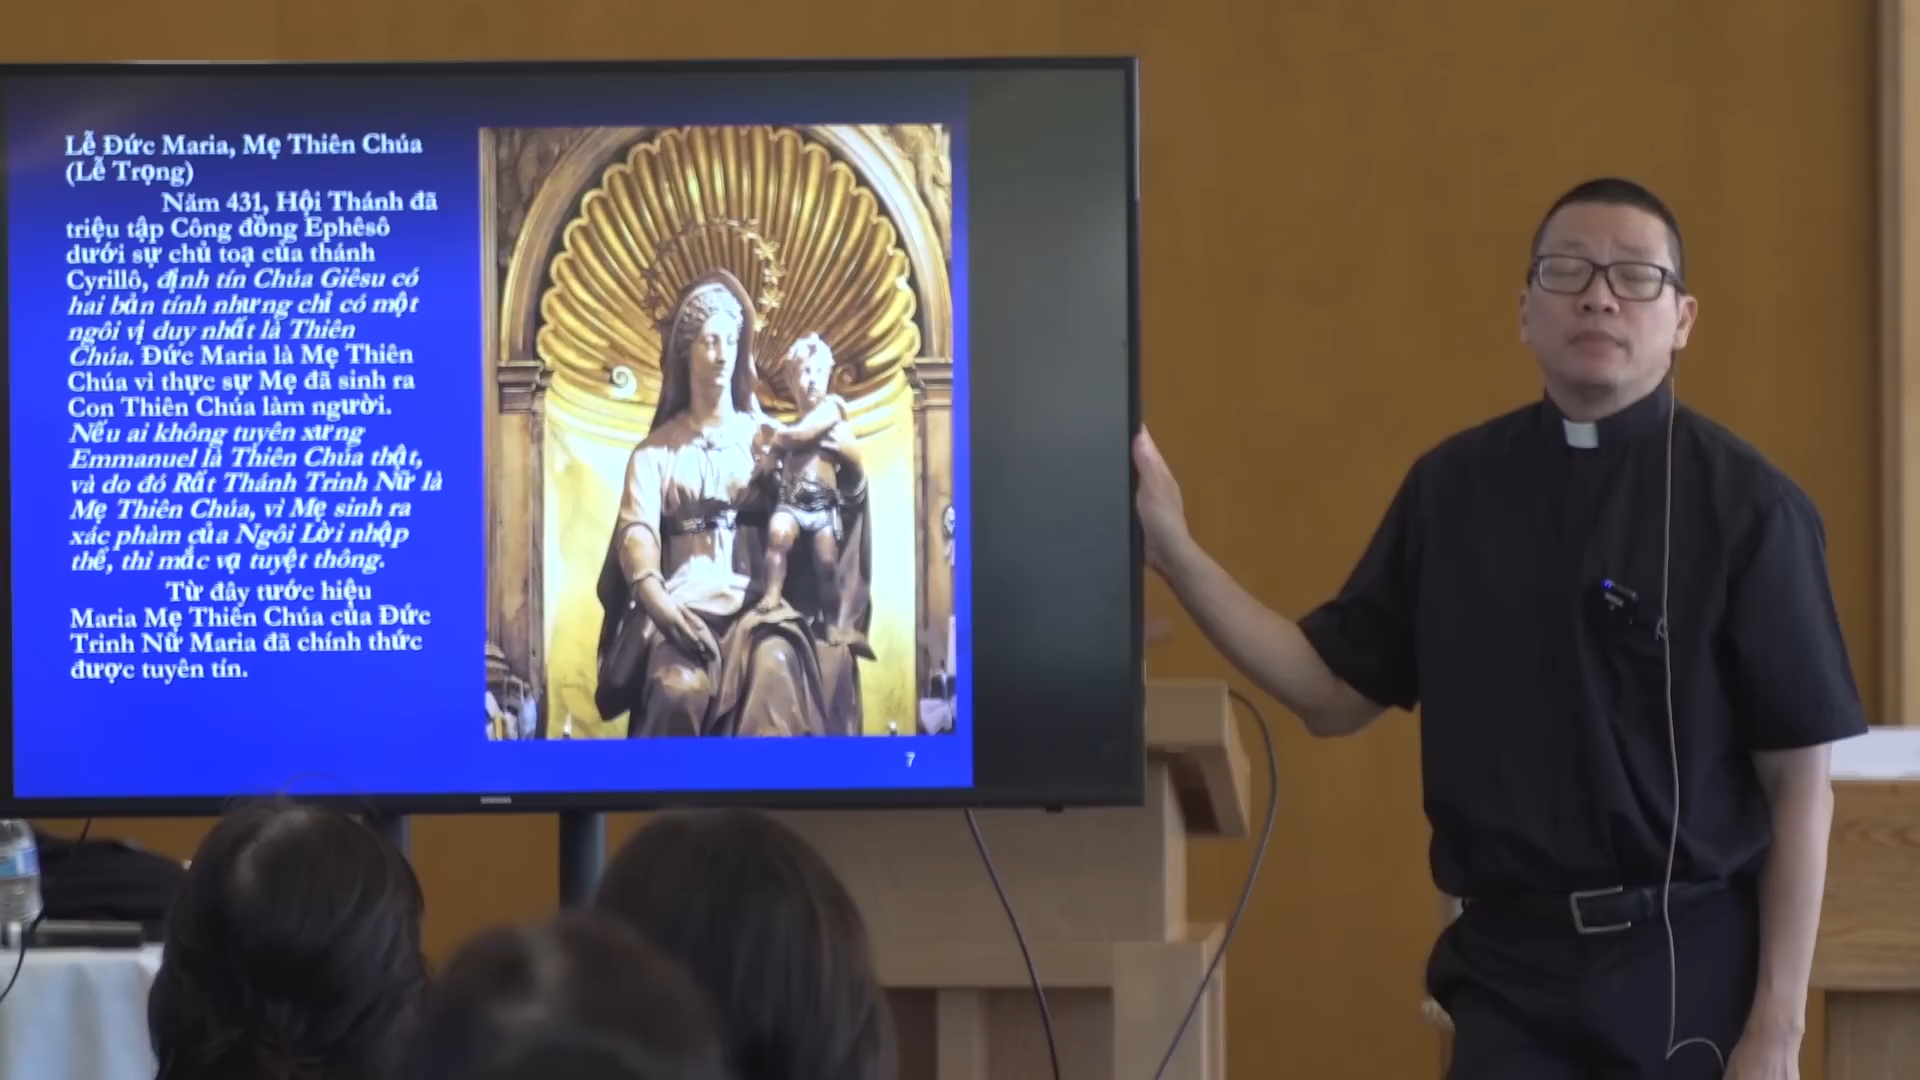 Lễ Đức Maria, Mẹ Thiên Chúa
(Lễ Trọng)
Năm 431, Hội Thánh đã
triệu tập Công đồng Ephêsô
dưới sự chủ toạ của thánh
Cyrillô, định tín Chúa Giêsu có
hai bản tính nhưng chỉ có một
ngôi vị duy nhất là Thiên
Chúa. Đức Maria là Mẹ Thiên
Chúa vì thực sự Mẹ đã sinh ra
Con Thiên Chúa làm người.
Nếu ai không tuyên xưng
Emmanuel là Thiên Chúa thật,
và do đó Rất Thánh Trinh Nữ là
Mẹ Thiên Chúa, vì Mẹ sinh ra
xác phàm của Ngôi Lời nhập
thể, thì mắc vạ tuyệt thông.
Từ đây tước hiệu
Maria Mẹ Thiên Chúa của Đức
Trinh Nữ Maria đã chính thức
được tuyên tín.
7
SAMSUNG